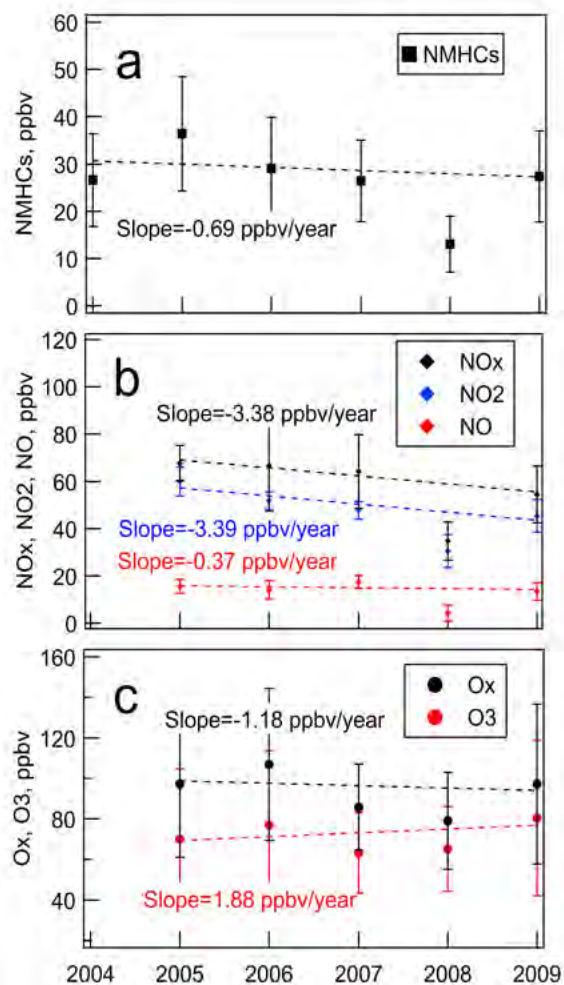 60
a
NMHCs
50
40
30
20
10
0
NMHCs, ppbv
Slope=-0.69 ppbv/year
120
b
NOx
NO2
NO
100
80
60
40
20
0
NOx, NO2, NO, ppbv
Slope=-3.38 ppbv/year
Slope=-3.39 ppbv/year
Slope=-0.37 ppbv/year
160
c
Ox
O3
120
80
40
Ox, O3, ppbv
Slope=-1.18 ppbv/year
Slope=1.88 ppbv/year
2004 2005 2006 2007 2008 2009